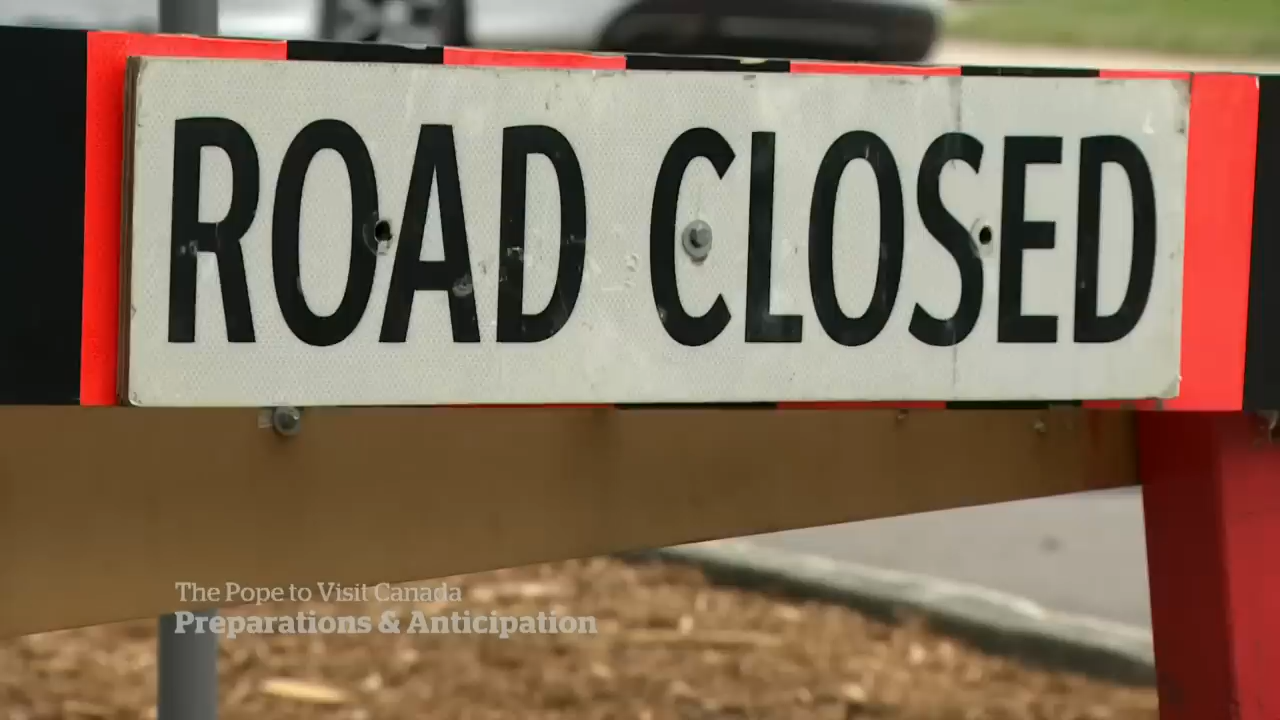 ROAD CLOSED
The Pope to Visit Canada
Preparations & Anticipation